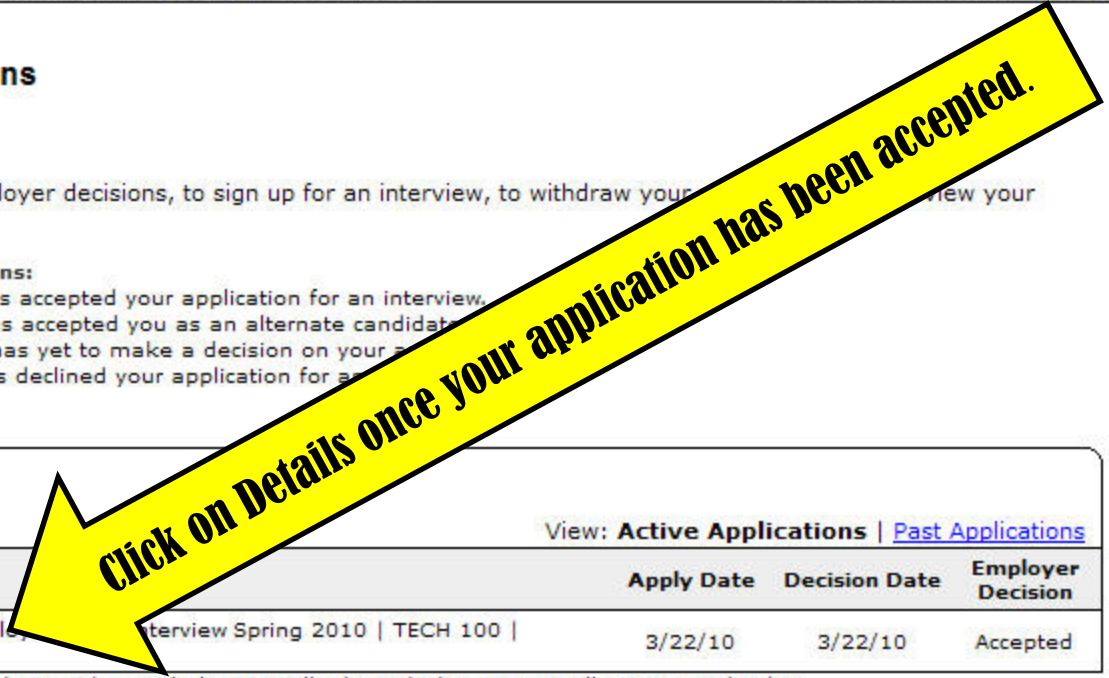 ns
loyer decisions, to sign up for an interview, to withdraw your view your
ns:
s accepted your application for an interview.
s accepted you as an alternate candidate
as yet to make a decision on your
s declined your application for
Click on Details once your application has been accepted.
View: Active Applications | Past Applications
Apply Date Decision Date Employer Decision
terview Spring 2010 | TECH 100 |
3/22/10 3/22/10 Accepted